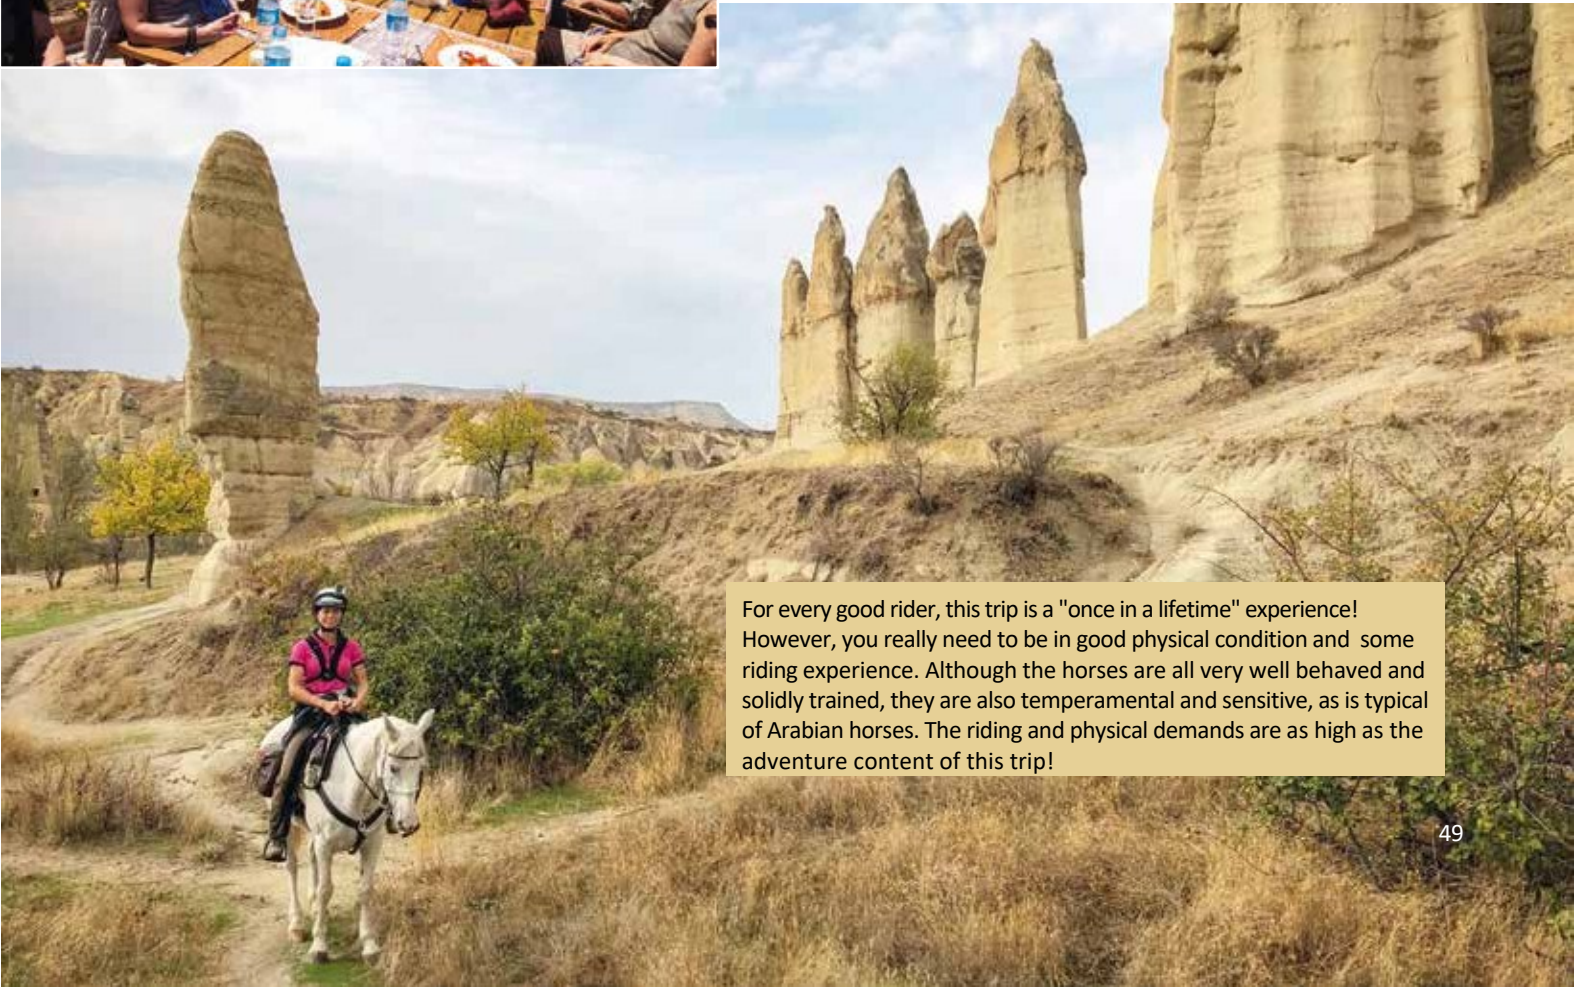 For every good rider, this trip is a "once in a lifetime" experience!
However, you really need to be in good physical condition and some
riding experience. Although the horses are all very well behaved and
solidly trained, they are also temperamental and sensitive, as is typical
of Arabian horses. The riding and physical demands are as high as the
adventure content of this trip!
49